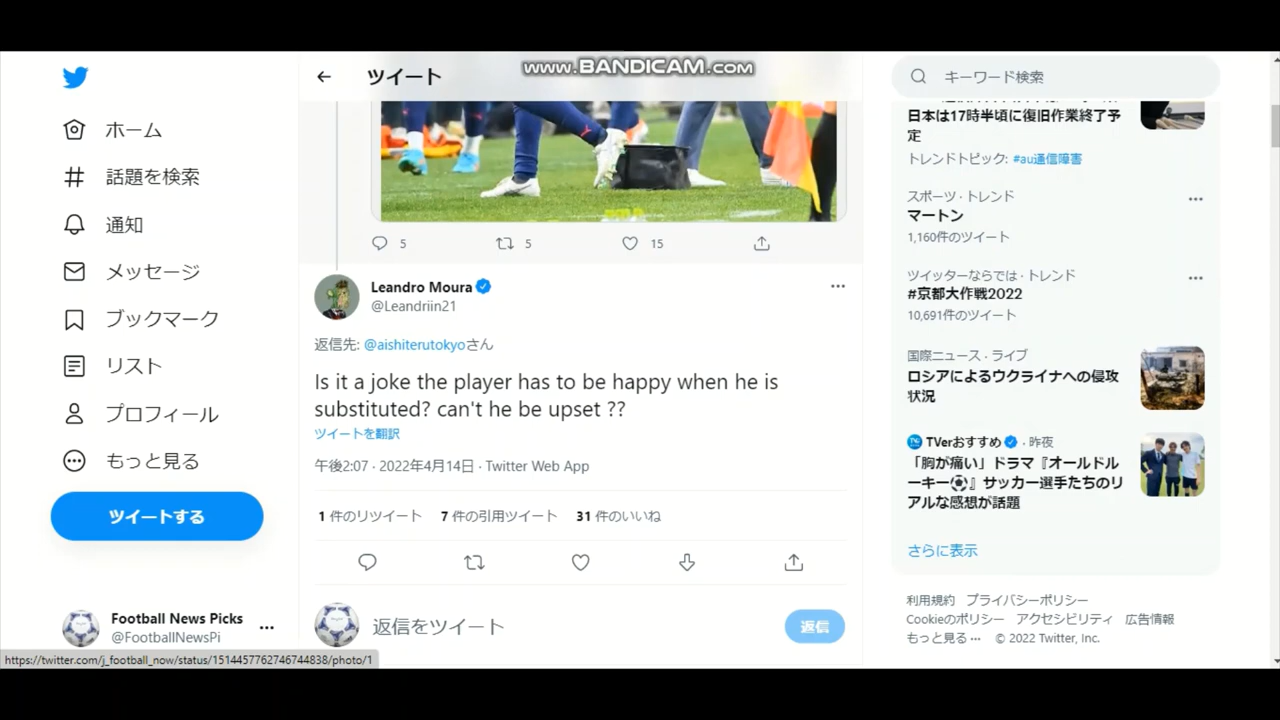 www.BANDICAM.com
ホーム
話題を検索
通知
メッセージ
ブックマーク
リスト
プロフィール
もっと見る
ツイートする
Football News Picks
@FootballNewsPi
ツイート
5
5
15
Leandro Moura
@Leandriin21
返信先: @aishiterutokyoさん
Is it a joke the player has to be happy when he is
substituted? can't he be upset ??
ツイートを翻訳
午後2:07 · 2022年4月14日 · Twitter Web App
1 件のリツイート 7 件の引用ツイート 31 件のいいね
返信をツイート
返信
キーワード検索
日本は17時半頃に復旧作業終了予
定
トレンドトピック: #au通信障害
スポーツ · トレンド
マートン
1,160件のツイート
ツイッターならでは · トレンド
#京都大作戦2022
10,691件のツイート
国際ニュース · ライブ
ロシアによるウクライナへの侵攻
状況
TVerおすすめ · 昨夜
「胸が痛い」ドラマ『オールドル
ーキー⚽』サッカー選手たちのリ
アルな感想が話題
さらに表示
利用規約 プライバシーポリシー
Cookieのポリシー アクセシビリティ 広告情報
もっと見る ··· © 2022 Twitter, Inc.
https://twitter.com/j_football_now/status/1514457762746744838/photo/1